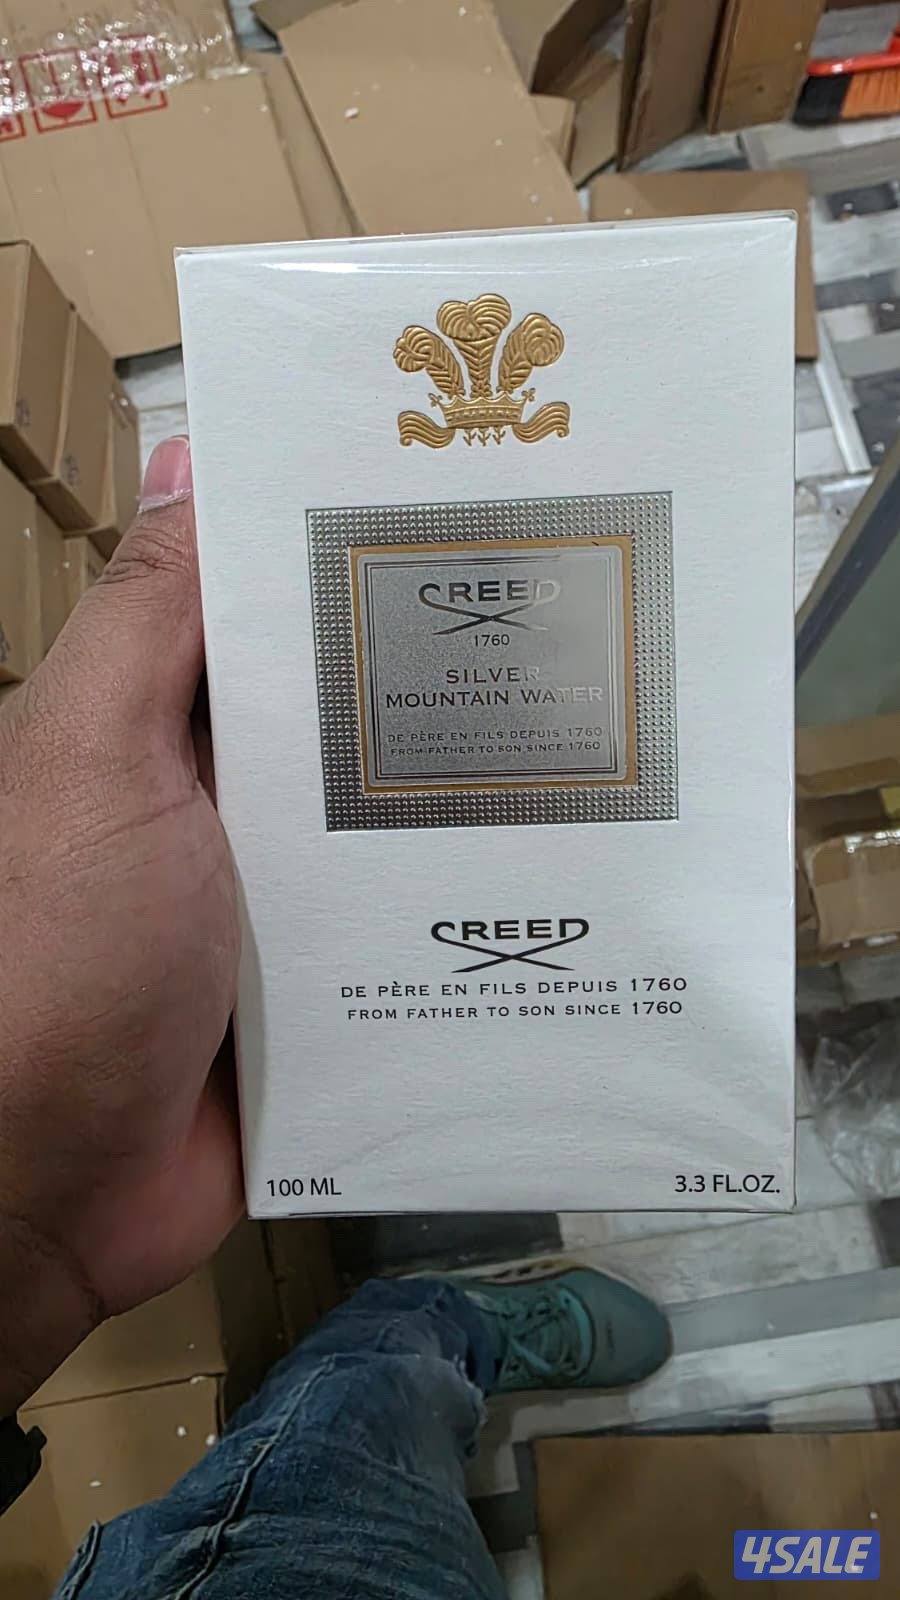 CREED
1760
SILVER
MOUNTAIN WATER
DE PÈRE EN FILS DEPUIS 1760
FROM FATHER TO SON SINCE 1760
CREED
DE PÈRE EN FILS DEPUIS 1760
FROM FATHER TO SON SINCE 1760
100 ML 3.3 FL.OZ.
4SALE